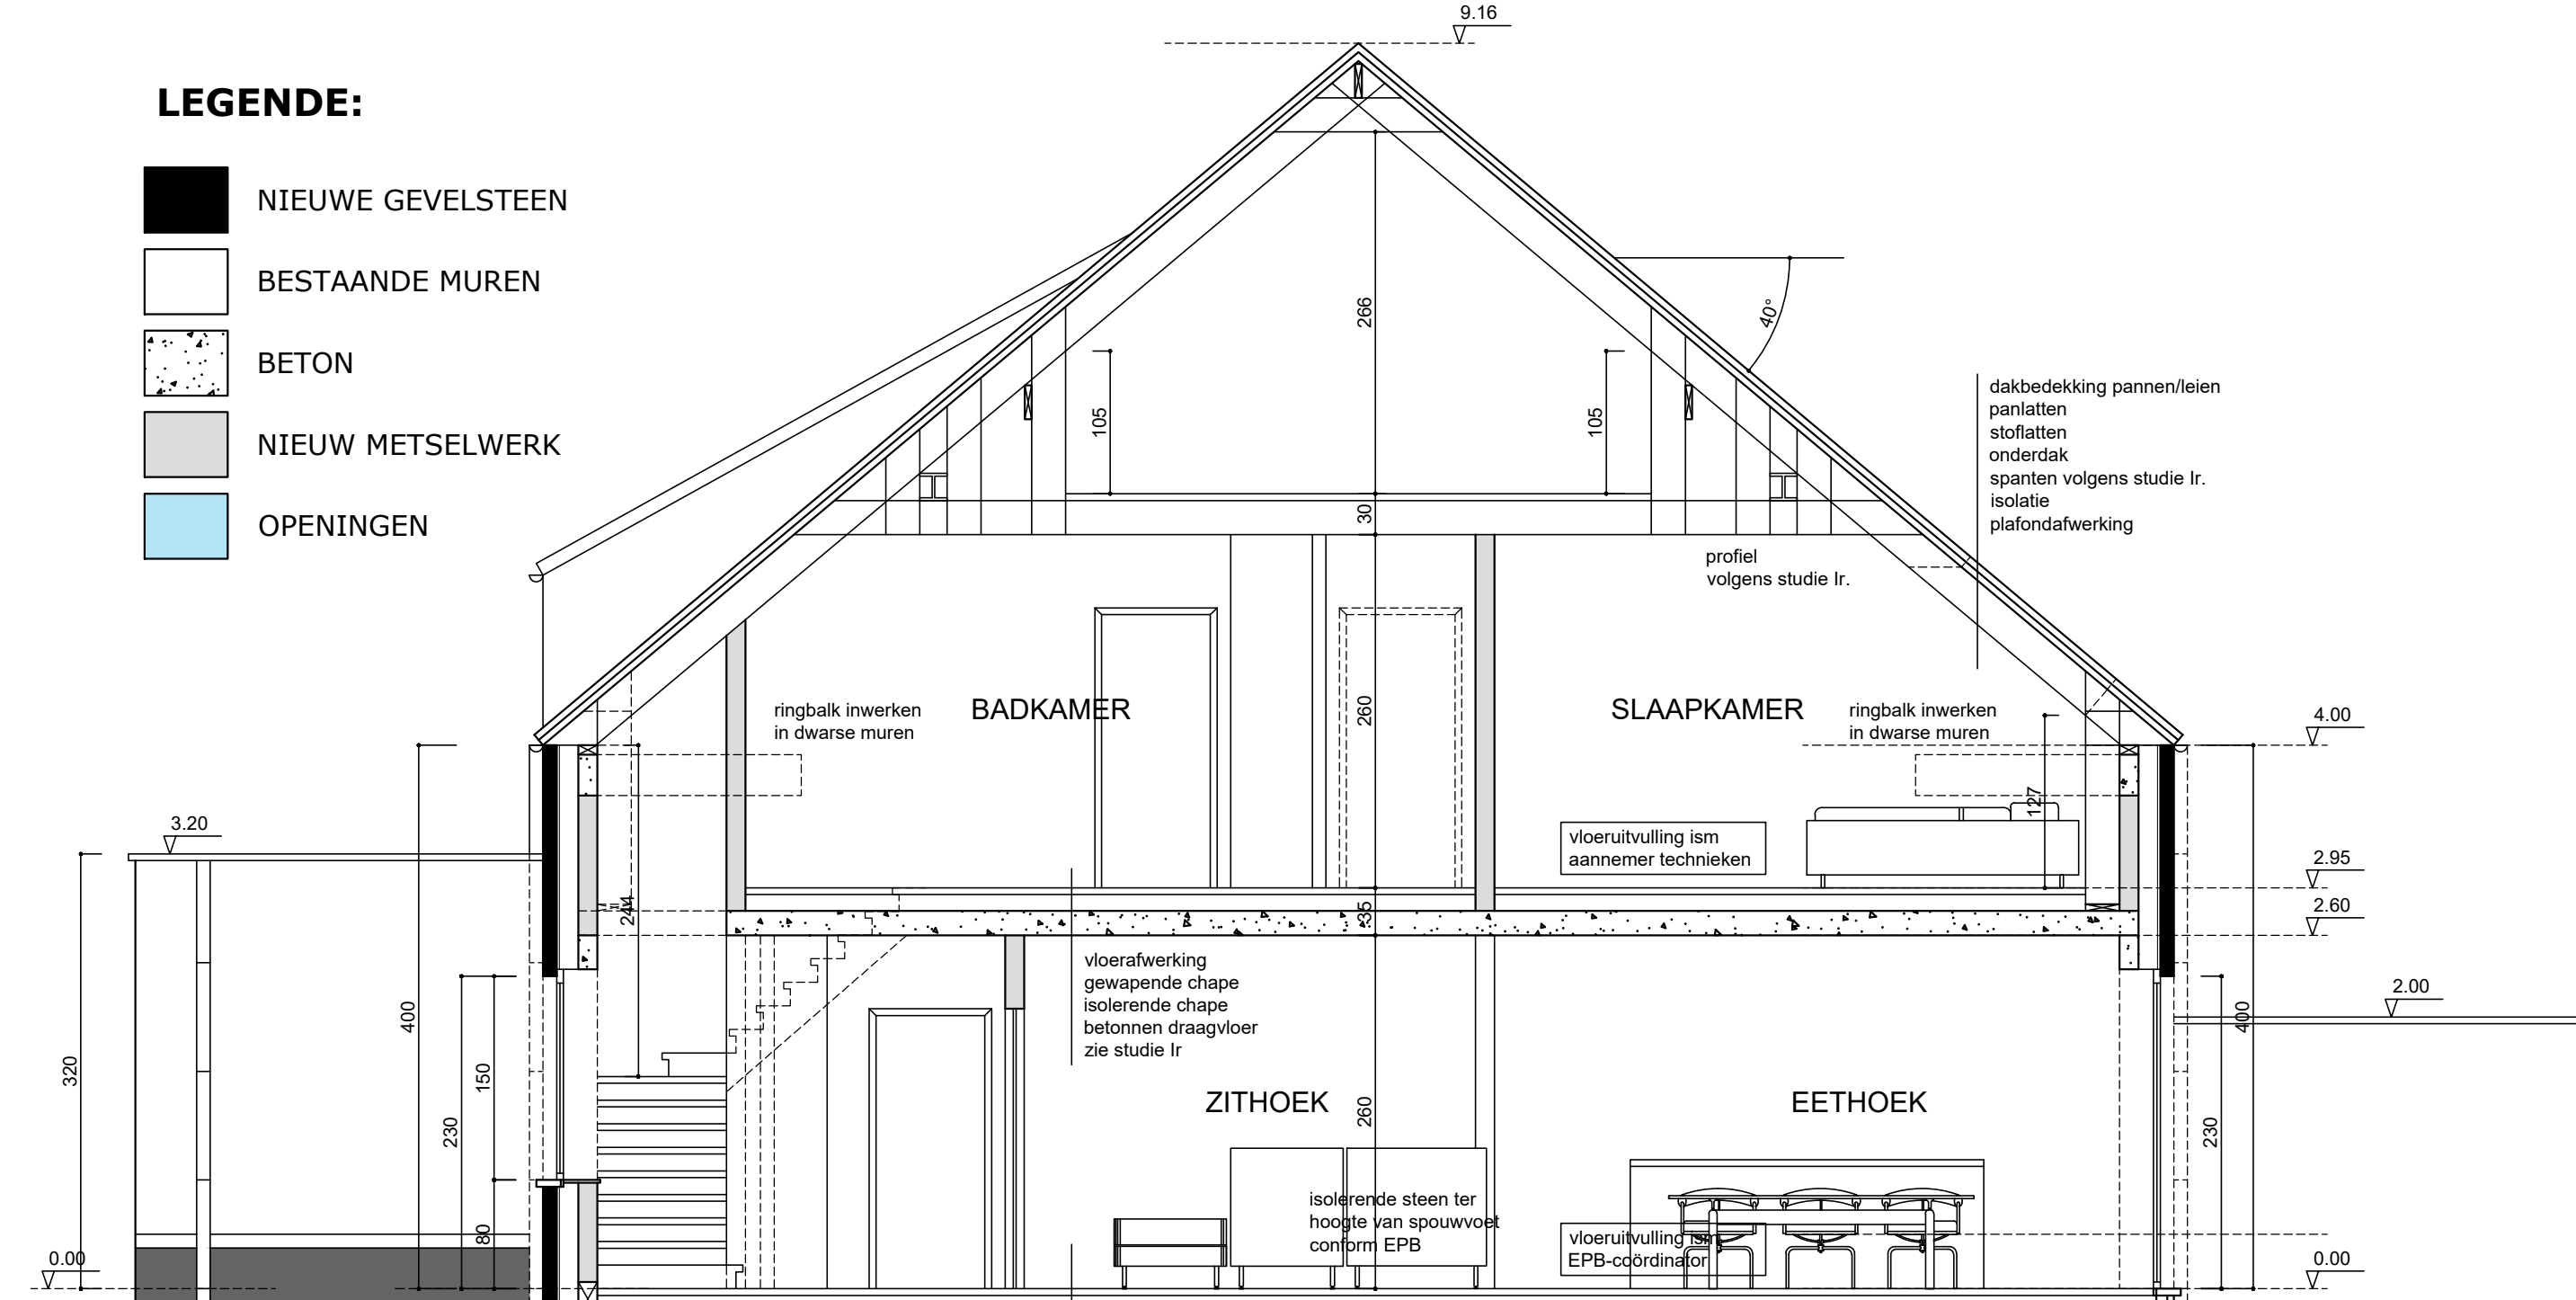 9.16
LEGENDE:
NIEUWE GEVELSTEEN
BESTAANDE MUREN
BETON
NIEUW METSELWERK
OPENINGEN
266
40°
105
105
30
dakbedekking pannen/leien
panlatten
stoflatten
onderdak
spanten volgens studie Ir.
isolatie
plafondafwerking
profiel
volgens studie Ir.
ringbalk inwerken
in dwarse muren
BADKAMER
260
SLAAPKAMER
ringbalk inwerken
in dwarse muren
4.00
127
3.20
vloeruitvulling ism
aannemer technieken
2.95
244
35
2.60
vloerafwerking
gewapende chape
isolerende chape
betonnen draagvloer
zie studie Ir
2.00
400
400
320
150
230
ZITHOEK
260
EETHOEK
230
80
isolerende steen ter
hoogte van spouwvoet
conform EPB
vloeruitvulling ism
EPB-coördinator
0.00
0.00